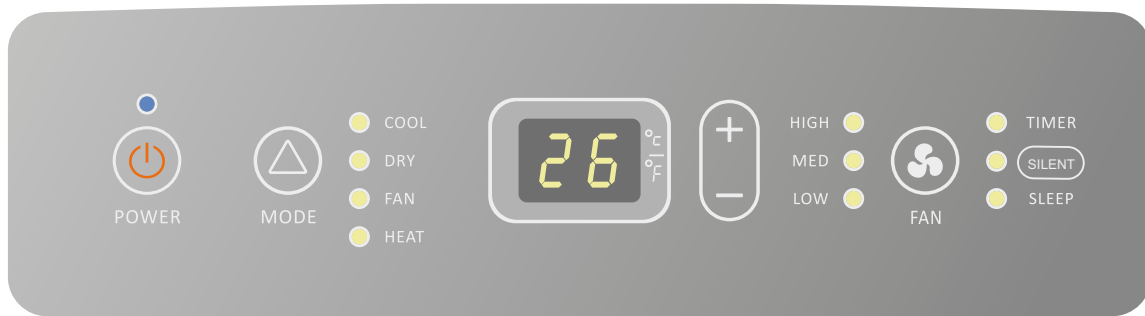 POWER
MODE
COOL
DRY
FAN
HEAT
26
°C
°F
+
−
HIGH
MED
LOW
FAN
TIMER
SILENT
SLEEP